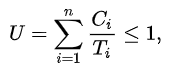 $U = \sum_{i=1}^{n} \frac{C_i}{T_i} \leq 1,$